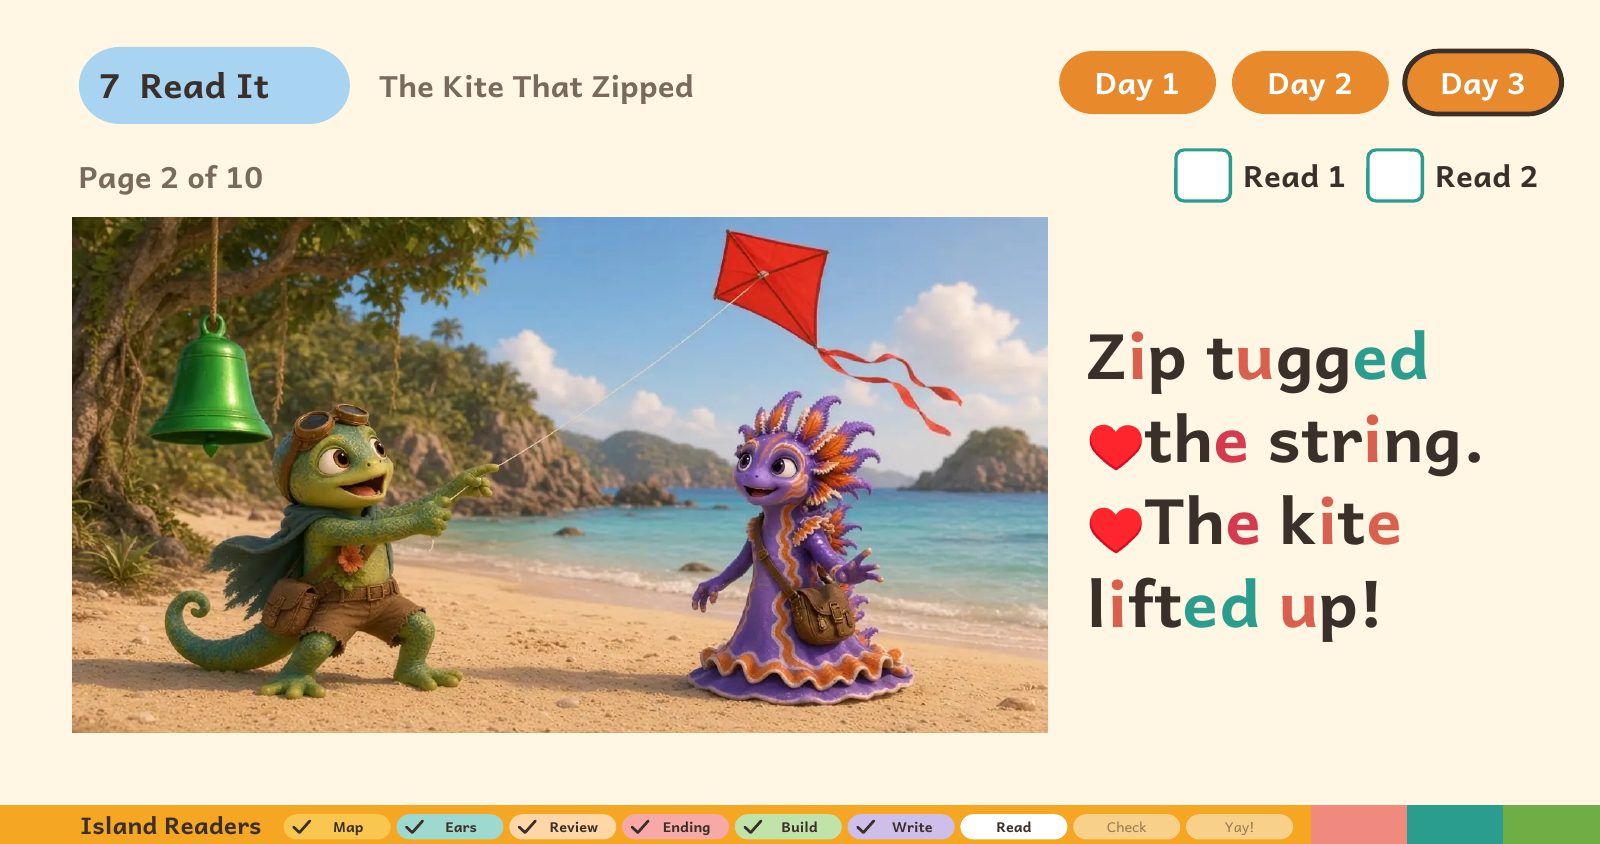 7 Read It
The Kite That Zipped
Day 1
Day 2
Day 3
Page 2 of 10
Read 1
Read 2
Zip tugged
the string.
The kite
lifted up!
Island Readers
Map
Ears
Review
Ending
Build
Write
Read
Check
Yay!